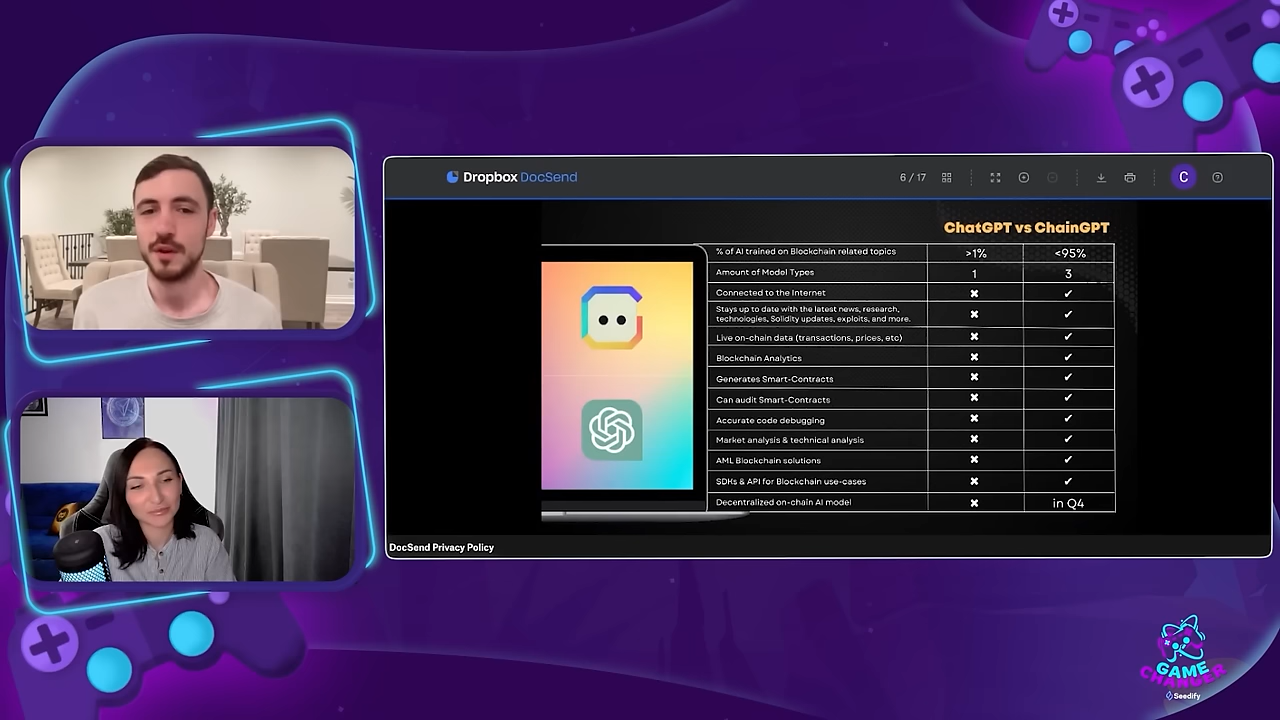 Dropbox DocSend
6 / 17
C
ChatGPT vs ChainGPT
% of AI trained on Blockchain related topics >1% <95%
Amount of Model Types 1 3
Connected to the Internet ✖ ✔
Stays up to date with the latest news, research,
technologies, Solidity updates, exploits, and more. ✖ ✔
Live on-chain data (transactions, prices, etc) ✖ ✔
Blockchain Analytics ✖ ✔
Generates Smart-Contracts ✖ ✔
Can audit Smart-Contracts ✖ ✔
Accurate code debugging ✖ ✔
Market analysis & technical analysis ✖ ✔
AML Blockchain solutions ✖ ✔
SDKs & API for Blockchain use-cases ✖ ✔
Decentralized on-chain AI model ✖ in Q4
DocSend Privacy Policy
GAME
CHANGER
Seedify